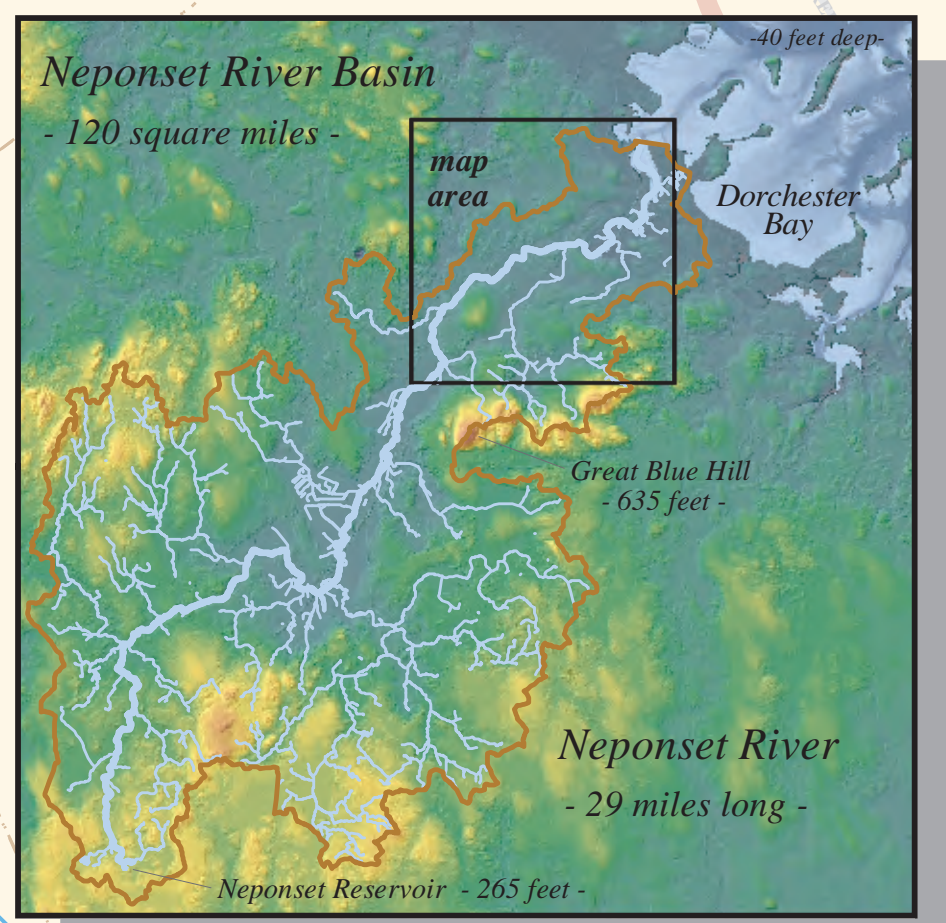 -40 feet deep-
Neponset River Basin
- 120 square miles -
map
area
Dorchester
Bay
Great Blue Hill
- 635 feet -
Neponset River
- 29 miles long -
Neponset Reservoir - 265 feet -